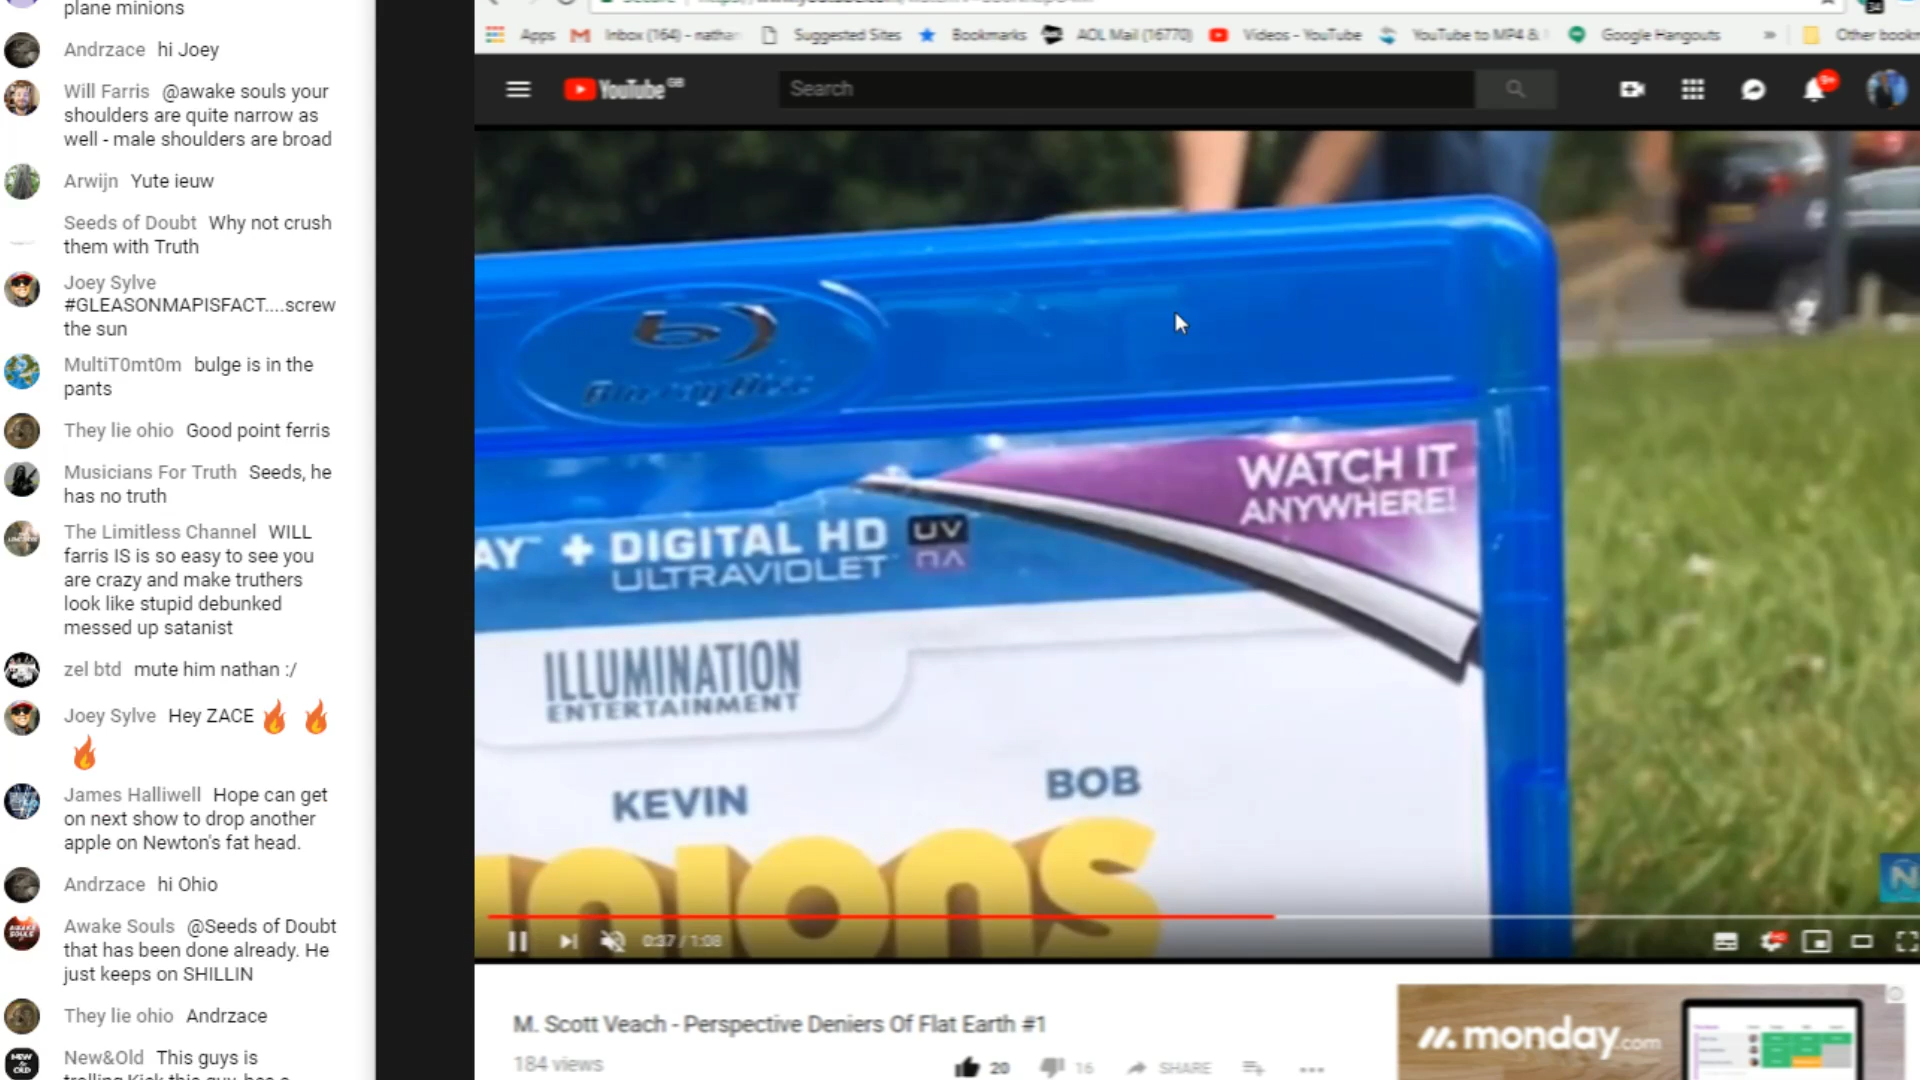 plane minions
Andrzace hi Joey
Will Farris @awake souls your
shoulders are quite narrow as
well - male shoulders are broad
Arwijn Yute ieuw
Seeds of Doubt Why not crush
them with Truth
Joey Sylve
#GLEASONMAPISFACT....screw
the sun
MultiT0mt0m bulge is in the
pants
They lie ohio Good point ferris
Musicians For Truth Seeds, he
has no truth
The Limitless Channel WILL
farris IS is so easy to see you
are crazy and make truthers
look like stupid debunked
messed up satanist
zel btd mute him nathan :/
Joey Sylve Hey ZACE 🔥 🔥
🔥
James Halliwell Hope can get
on next show to drop another
apple on Newton's fat head.
Andrzace hi Ohio
Awake Souls @Seeds of Doubt
that has been done already. He
just keeps on SHILLIN
They lie ohio Andrzace
New&Old This guys is
Apps Inbox (164) - nathan Suggested Sites Bookmarks AOL Mail (16770) Videos - YouTube YouTube to MP4 & Google Hangouts » Other bookm
YouTube GB Search 9+
Blu-ray Disc
WATCH IT
ANYWHERE!
AY™ + DIGITAL HD UV
ULTRAVIOLET
ILLUMINATION
ENTERTAINMENT
KEVIN BOB
INIONS
N
0:37 / 1:08
M. Scott Veach - Perspective Deniers Of Flat Earth #1
184 views 20 16 SHARE
monday.com